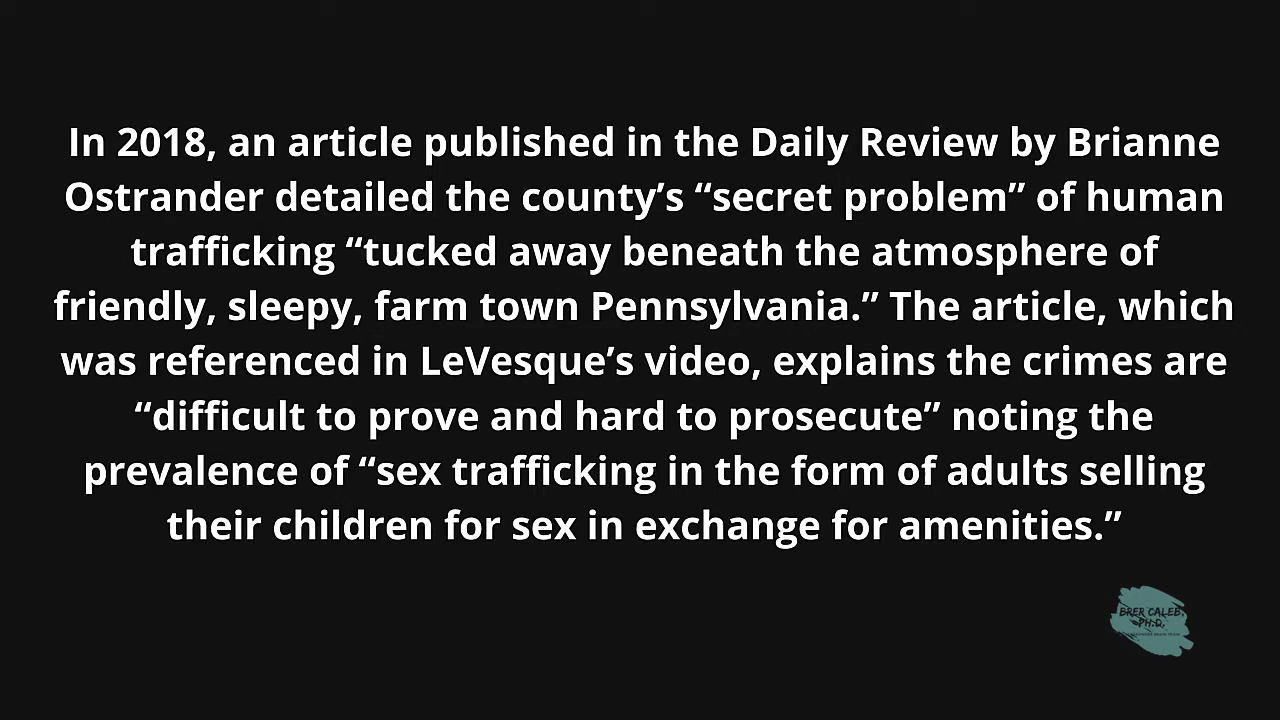 In 2018, an article published in the Daily Review by Brianne
Ostrander detailed the county’s “secret problem” of human
trafficking “tucked away beneath the atmosphere of
friendly, sleepy, farm town Pennsylvania.” The article, which
was referenced in LeVesque’s video, explains the crimes are
“difficult to prove and hard to prosecute” noting the
prevalence of “sex trafficking in the form of adults selling
their children for sex in exchange for amenities.”
BRER CALEB,
PH.D.